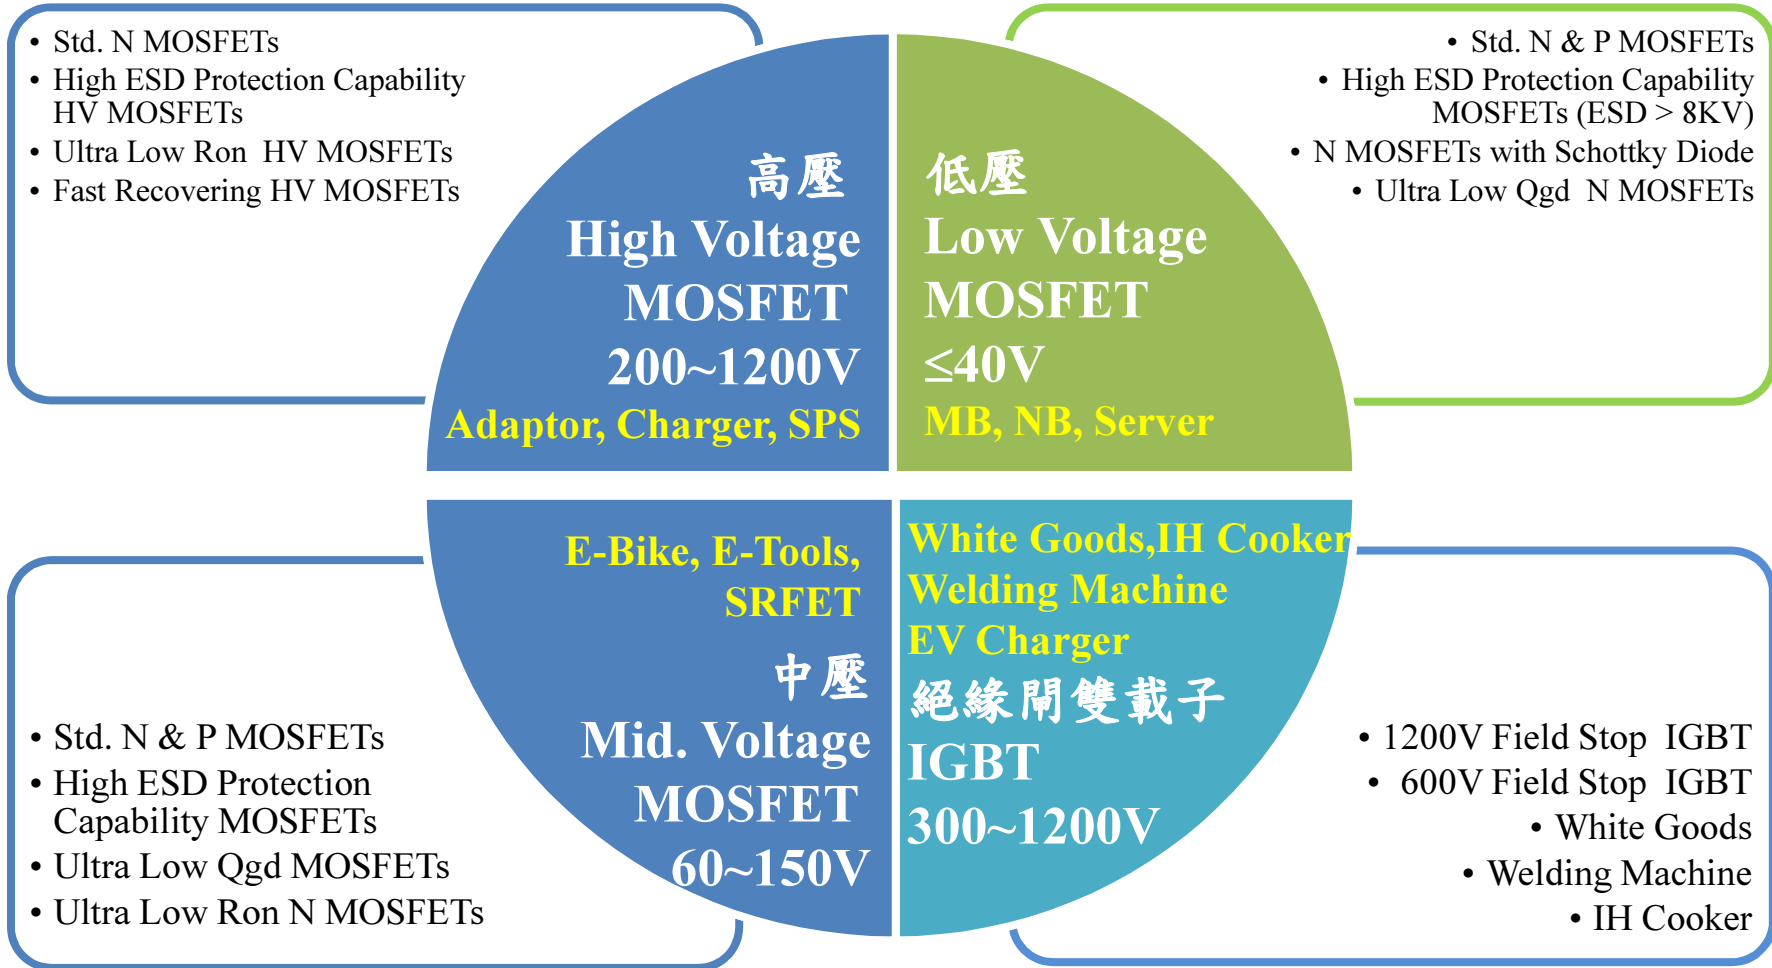 • Std. N MOSFETs
• High ESD Protection Capability
HV MOSFETs
• Ultra Low Ron HV MOSFETs
• Fast Recovering HV MOSFETs
高壓
High Voltage
MOSFET
200~1200V
Adaptor, Charger, SPS
低壓
Low Voltage
MOSFET
≤40V
MB, NB, Server
• Std. N & P MOSFETs
• High ESD Protection Capability
MOSFETs (ESD > 8KV)
• N MOSFETs with Schottky Diode
• Ultra Low Qgd N MOSFETs
• Std. N & P MOSFETs
• High ESD Protection
Capability MOSFETs
• Ultra Low Qgd MOSFETs
• Ultra Low Ron N MOSFETs
E-Bike, E-Tools,
SRFET
中壓
Mid. Voltage
MOSFET
60~150V
White Goods,IH Cooker
Welding Machine
EV Charger
絕緣閘雙載子
IGBT
300~1200V
• 1200V Field Stop IGBT
• 600V Field Stop IGBT
• White Goods
• Welding Machine
• IH Cooker